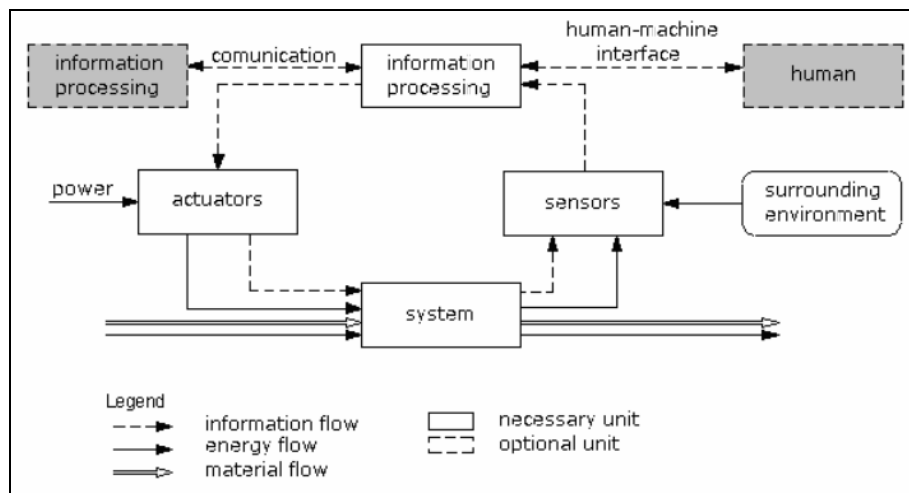 information
processing
comunication
information
processing
human-machine
interface
human
power
actuators
sensors
surrounding
environment
system
Legend
information flow
energy flow
material flow
necessary unit
optional unit